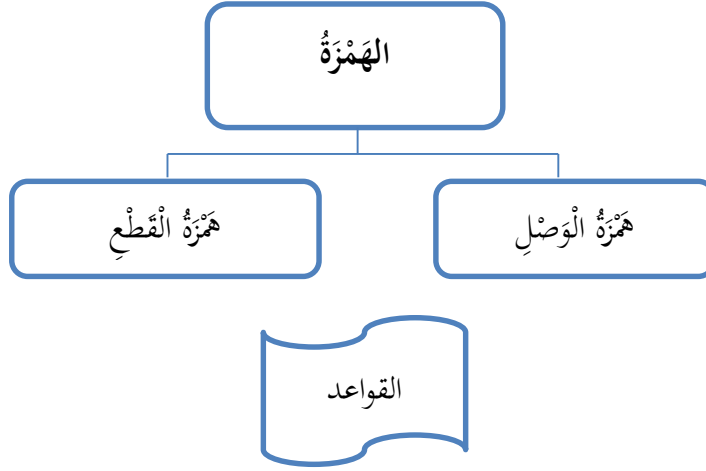 الهَمْزَةُ
هَمْزَةُ الْوَصْلِ
هَمْزَةُ الْقَطْعِ
القواعد